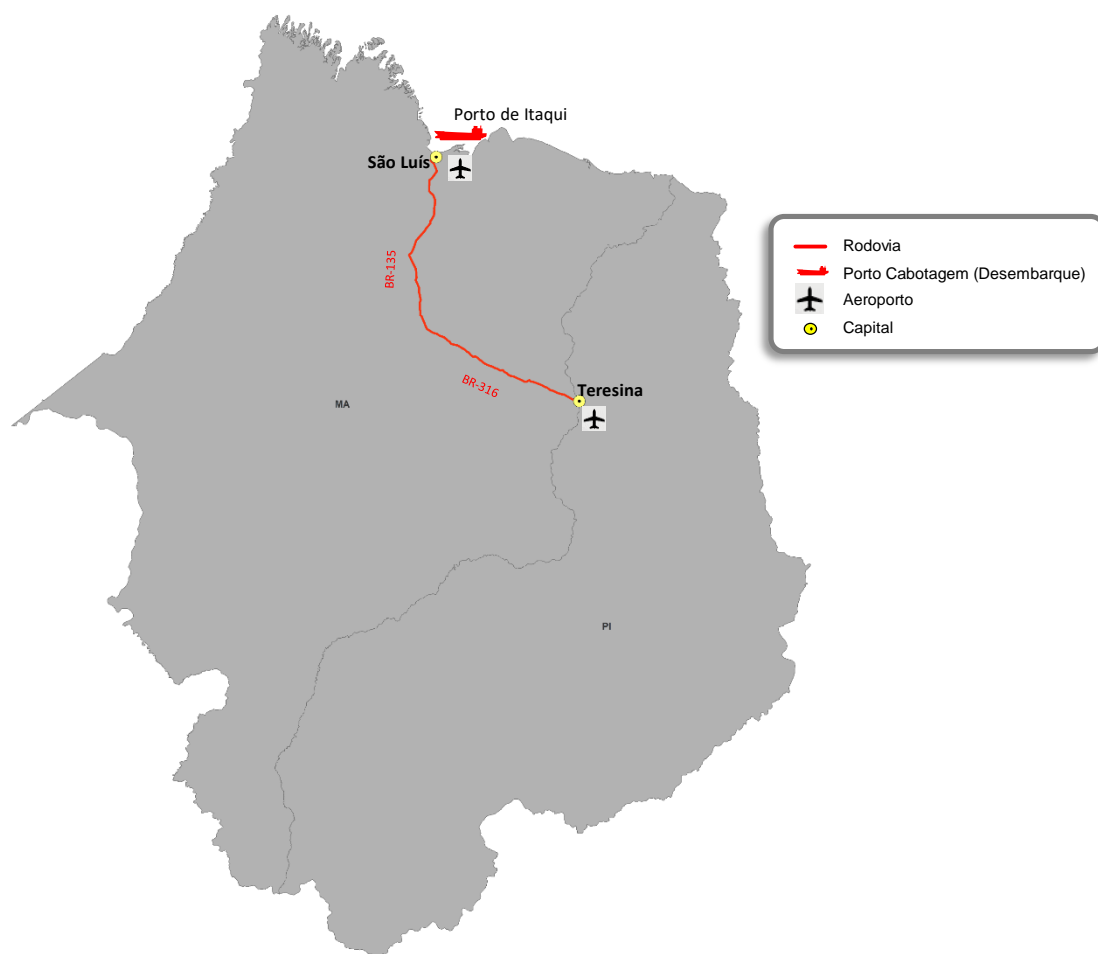 Porto de Itaqui
São Luís
BR-135
BR-316
Teresina
MA
PI
Rodovia
Porto Cabotagem (Desembarque)
Aeroporto
Capital